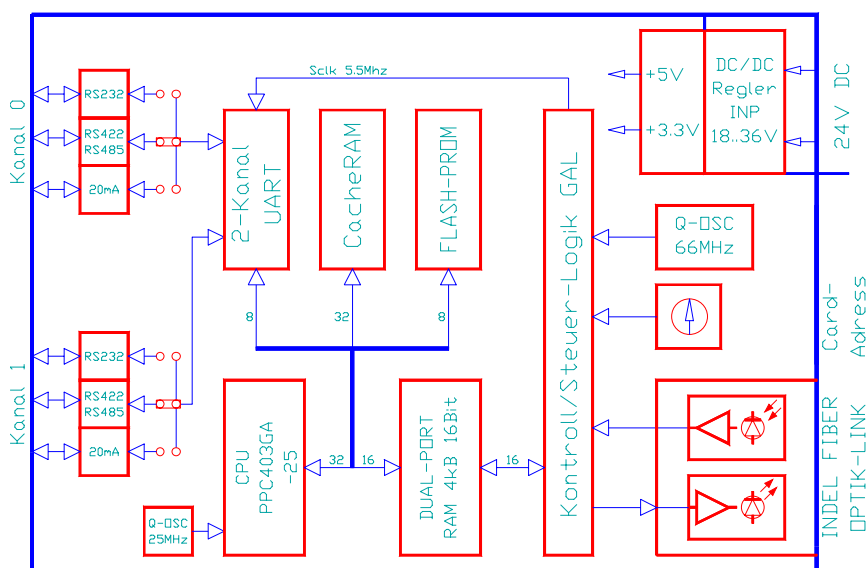 Kanal 0
RS232
RS422
RS485
20mA
Kanal 1
RS232
RS422
RS485
20mA
Sclk 5.5Mhz
2-Kanal
UART
CacheRAM
FLASH-PROM
8
32
8
CPU
PPC403GA
-25
32
16
DUAL-PORT
RAM 4kB 16Bit
16
Q-OSC
25MHz
Kontroll/Steuer-Logik GAL
+5V
+3.3V
DC/DC
Regler
INP
18..36V
24V DC
Q-OSC
66MHz
Card-
Adress
INDEL FIBER
OPTIK-LINK